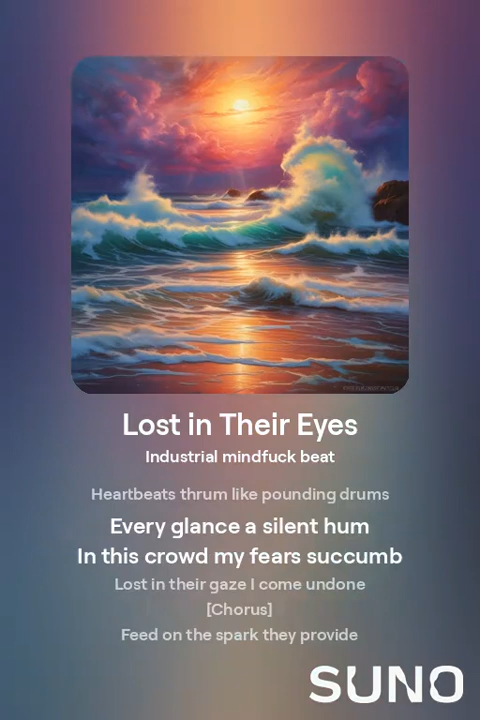 Lost in Their Eyes
Industrial mindfuck beat
Heartbeats thrum like pounding drums
Every glance a silent hum
In this crowd my fears succumb
Lost in their gaze I come undone
[Chorus]
Feed on the spark they provide
SUNO